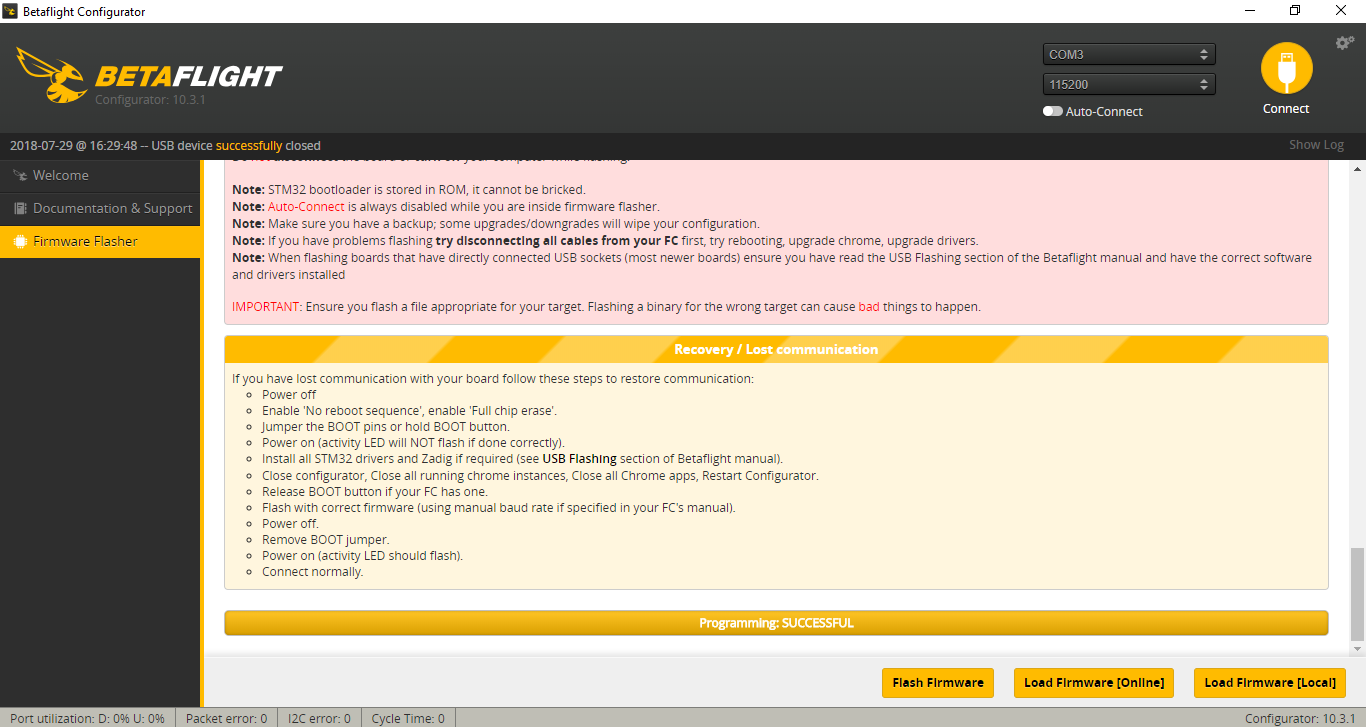 Betaflight Configurator
BETAFLIGHT
Configurator: 10.3.1
COM3
115200
Auto-Connect
Connect
2018-07-29 @ 16:29:48 -- USB device successfully closed
Show Log
Welcome
Documentation & Support
Firmware Flasher
Note: STM32 bootloader is stored in ROM, it cannot be bricked.
Note: Auto-Connect is always disabled while you are inside firmware flasher.
Note: Make sure you have a backup; some upgrades/downgrades will wipe your configuration.
Note: If you have problems flashing try disconnecting all cables from your FC first, try rebooting, upgrade chrome, upgrade drivers.
Note: When flashing boards that have directly connected USB sockets (most newer boards) ensure you have read the USB Flashing section of the Betaflight manual and have the correct software
and drivers installed
IMPORTANT: Ensure you flash a file appropriate for your target. Flashing a binary for the wrong target can cause bad things to happen.
Recovery / Lost communication
If you have lost communication with your board follow these steps to restore communication:
Power off
Enable 'No reboot sequence', enable 'Full chip erase'.
Jumper the BOOT pins or hold BOOT button.
Power on (activity LED will NOT flash if done correctly).
Install all STM32 drivers and Zadig if required (see USB Flashing section of Betaflight manual).
Close configurator, Close all running chrome instances, Close all Chrome apps, Restart Configurator.
Release BOOT button if your FC has one.
Flash with correct firmware (using manual baud rate if specified in your FC's manual).
Power off.
Remove BOOT jumper.
Power on (activity LED should flash).
Connect normally.
Programming: SUCCESSFUL
Flash Firmware
Load Firmware [Online]
Load Firmware [Local]
Port utilization: D: 0% U: 0%
Packet error: 0
I2C error: 0
Cycle Time: 0
Configurator: 10.3.1